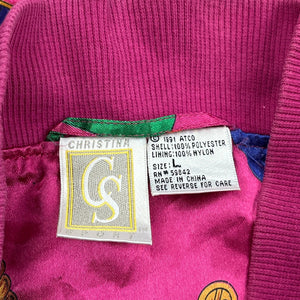 CHRISTINA
CS
© 1991 ATCO
SHELL: 100% POLYESTER
LINING: 100% NYLON
SIZE: L
RN# 59042
MADE IN CHINA
SEE REVERSE FOR CARE